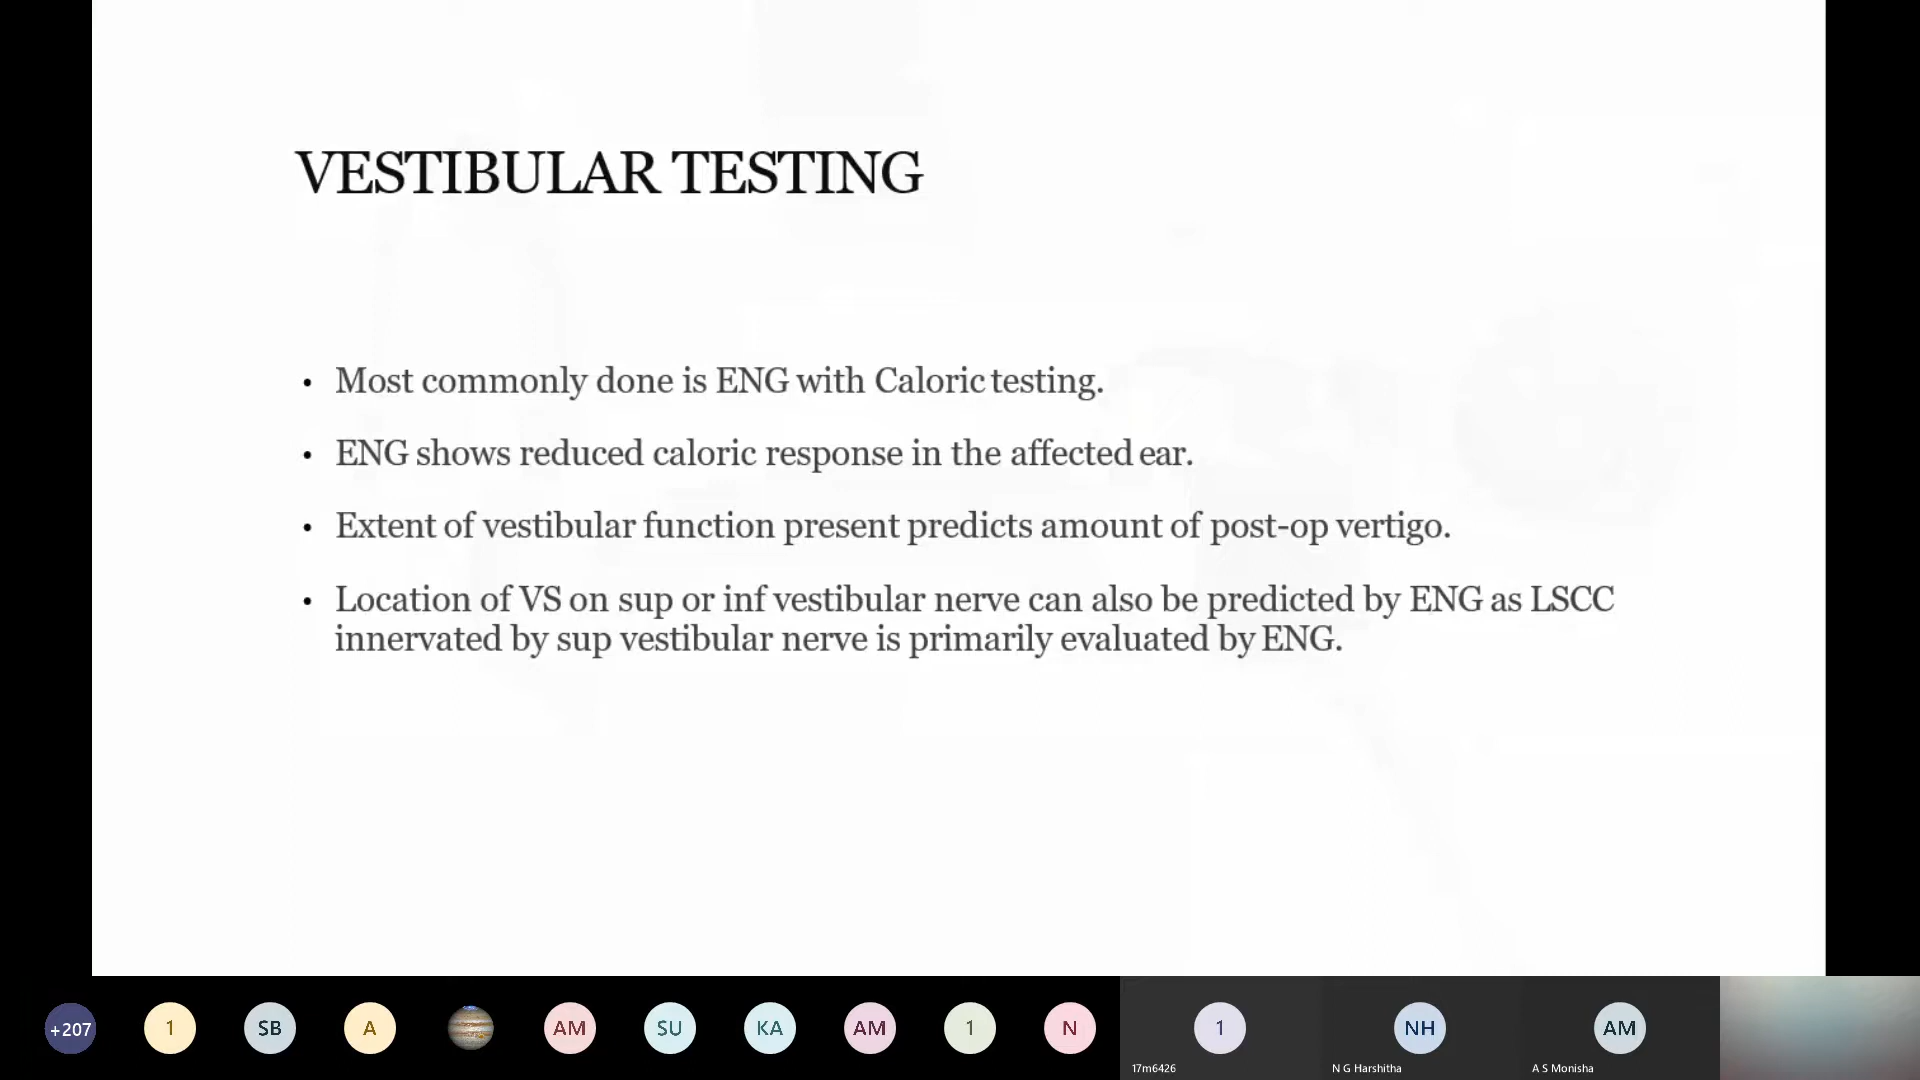 VESTIBULAR TESTING
• Most commonly done is ENG with Caloric testing.
• ENG shows reduced caloric response in the affected ear.
• Extent of vestibular function present predicts amount of post-op vertigo.
• Location of VS on sup or inf vestibular nerve can also be predicted by ENG as LSCC
innervated by sup vestibular nerve is primarily evaluated by ENG.
+207 1 SB A AM SU KA AM 1 N 1 NH AM
17m6426 N G Harshitha A S Monisha